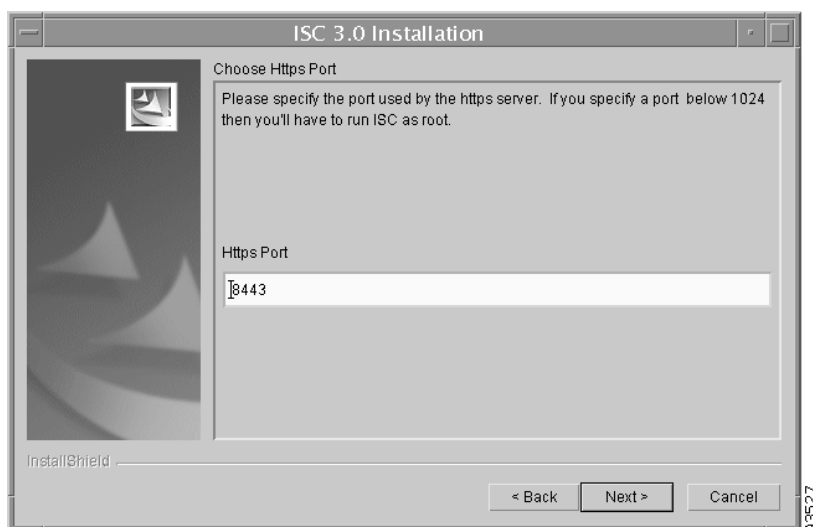 ISC 3.0 Installation
Choose Https Port
Please specify the port used by the https server. If you specify a port below 1024
then you'll have to run ISC as root.
Https Port
8443
InstallShield
< Back
Next >
Cancel